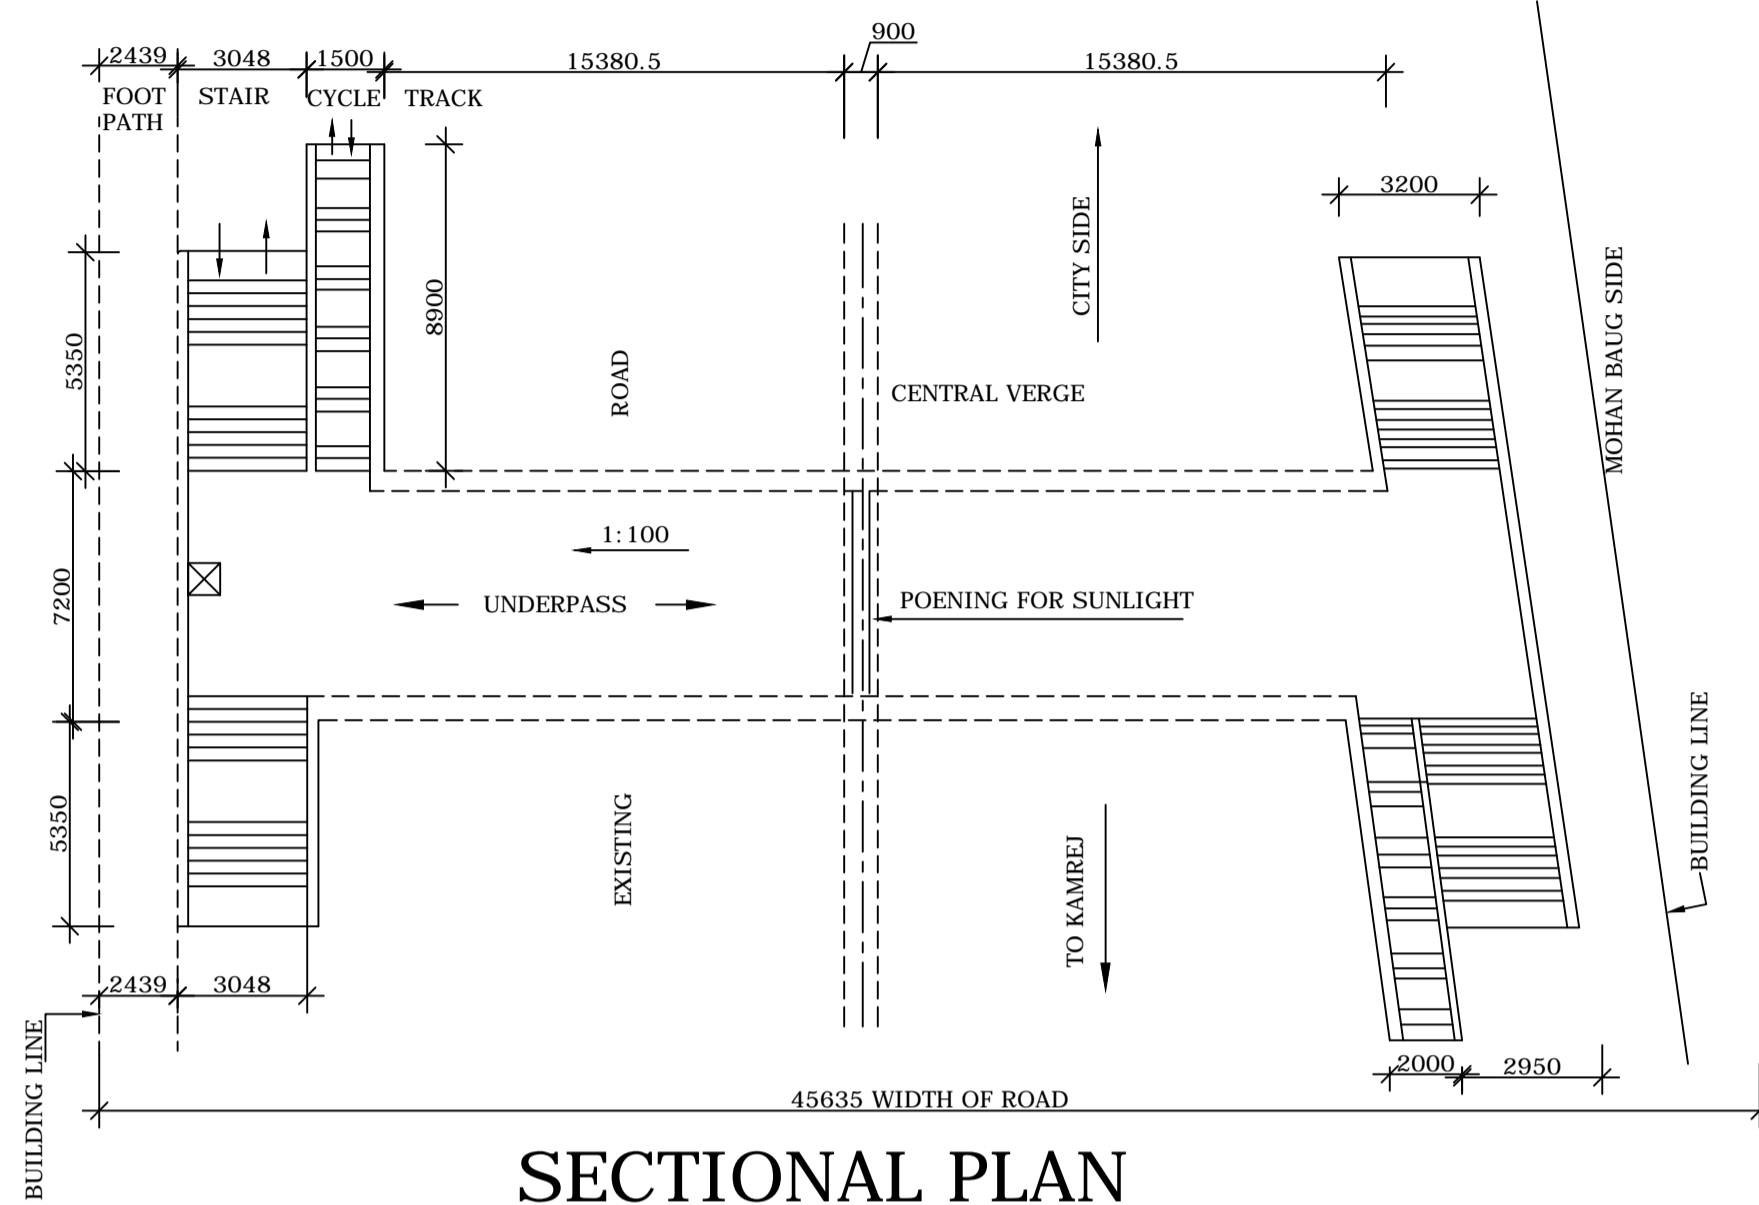 2439
3048
1500
15380.5
900
15380.5
FOOT
PATH
STAIR
CYCLE TRACK
3200
CITY SIDE
MOHAN BAUG SIDE
8900
5350
ROAD
CENTRAL VERGE
1:100
7200
UNDERPASS
POENING FOR SUNLIGHT
BUILDING LINE
5350
EXISTING
TO KAMREJ
2439
3048
BUILDING LINE
2000
2950
45635 WIDTH OF ROAD
SECTIONAL PLAN